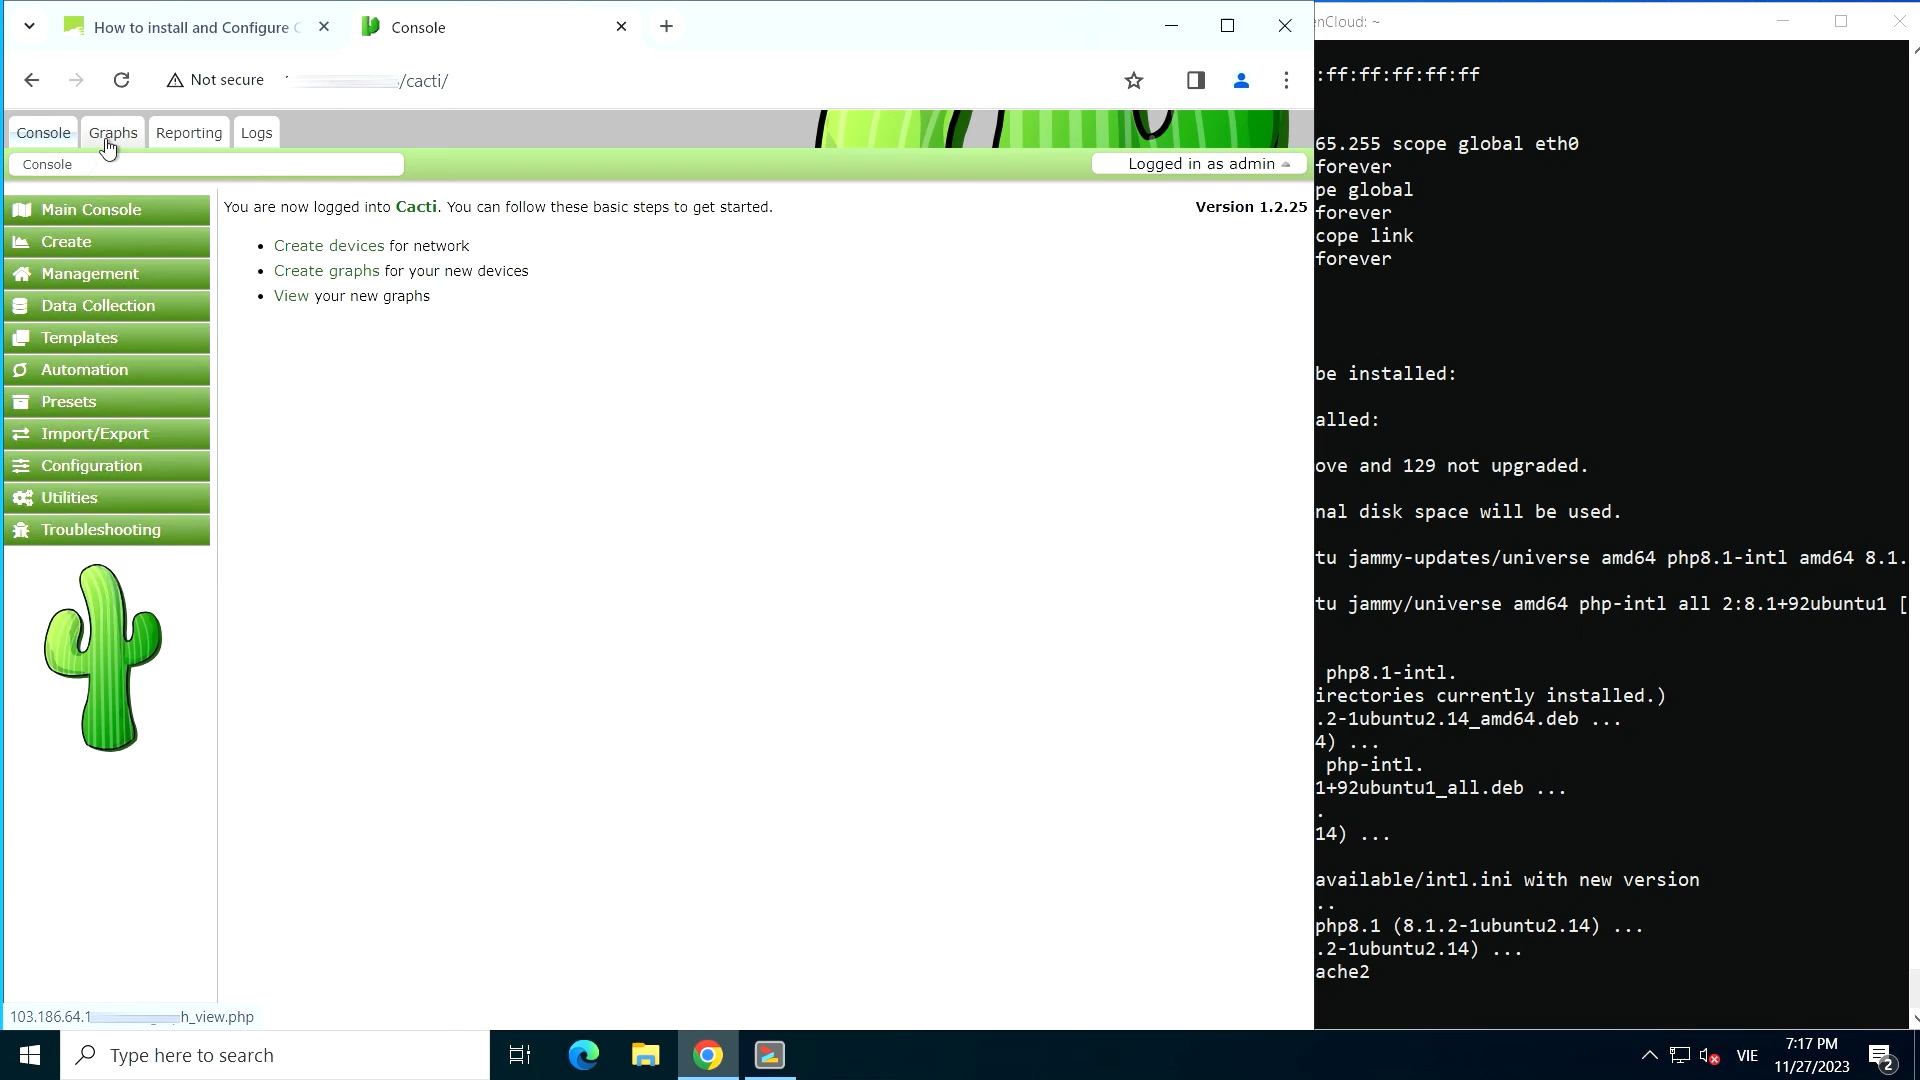 How to install and Configure
Console
enCloud: ~
Not secure
/cacti/
Console
Graphs
Reporting
Logs
Console
Logged in as admin
Main Console
Create
Management
Data Collection
Templates
Automation
Presets
Import/Export
Configuration
Utilities
Troubleshooting
You are now logged into Cacti. You can follow these basic steps to get started.
Version 1.2.25
• Create devices for network
• Create graphs for your new devices
• View your new graphs
:ff:ff:ff:ff:ff
65.255 scope global eth0
forever
pe global
forever
cope link
forever
be installed:
alled:
ove and 129 not upgraded.
nal disk space will be used.
tu jammy-updates/universe amd64 php8.1-intl amd64 8.1.
tu jammy/universe amd64 php-intl all 2:8.1+92ubuntu1 [
php8.1-intl.
irectories currently installed.)
.2-1ubuntu2.14_amd64.deb ...
4) ...
php-intl.
1+92ubuntu1_all.deb ...
.
14) ...
available/intl.ini with new version
..
php8.1 (8.1.2-1ubuntu2.14) ...
.2-1ubuntu2.14) ...
ache2
103.186.64.1
h_view.php
Type here to search
VIE
7:17 PM
11/27/2023
2